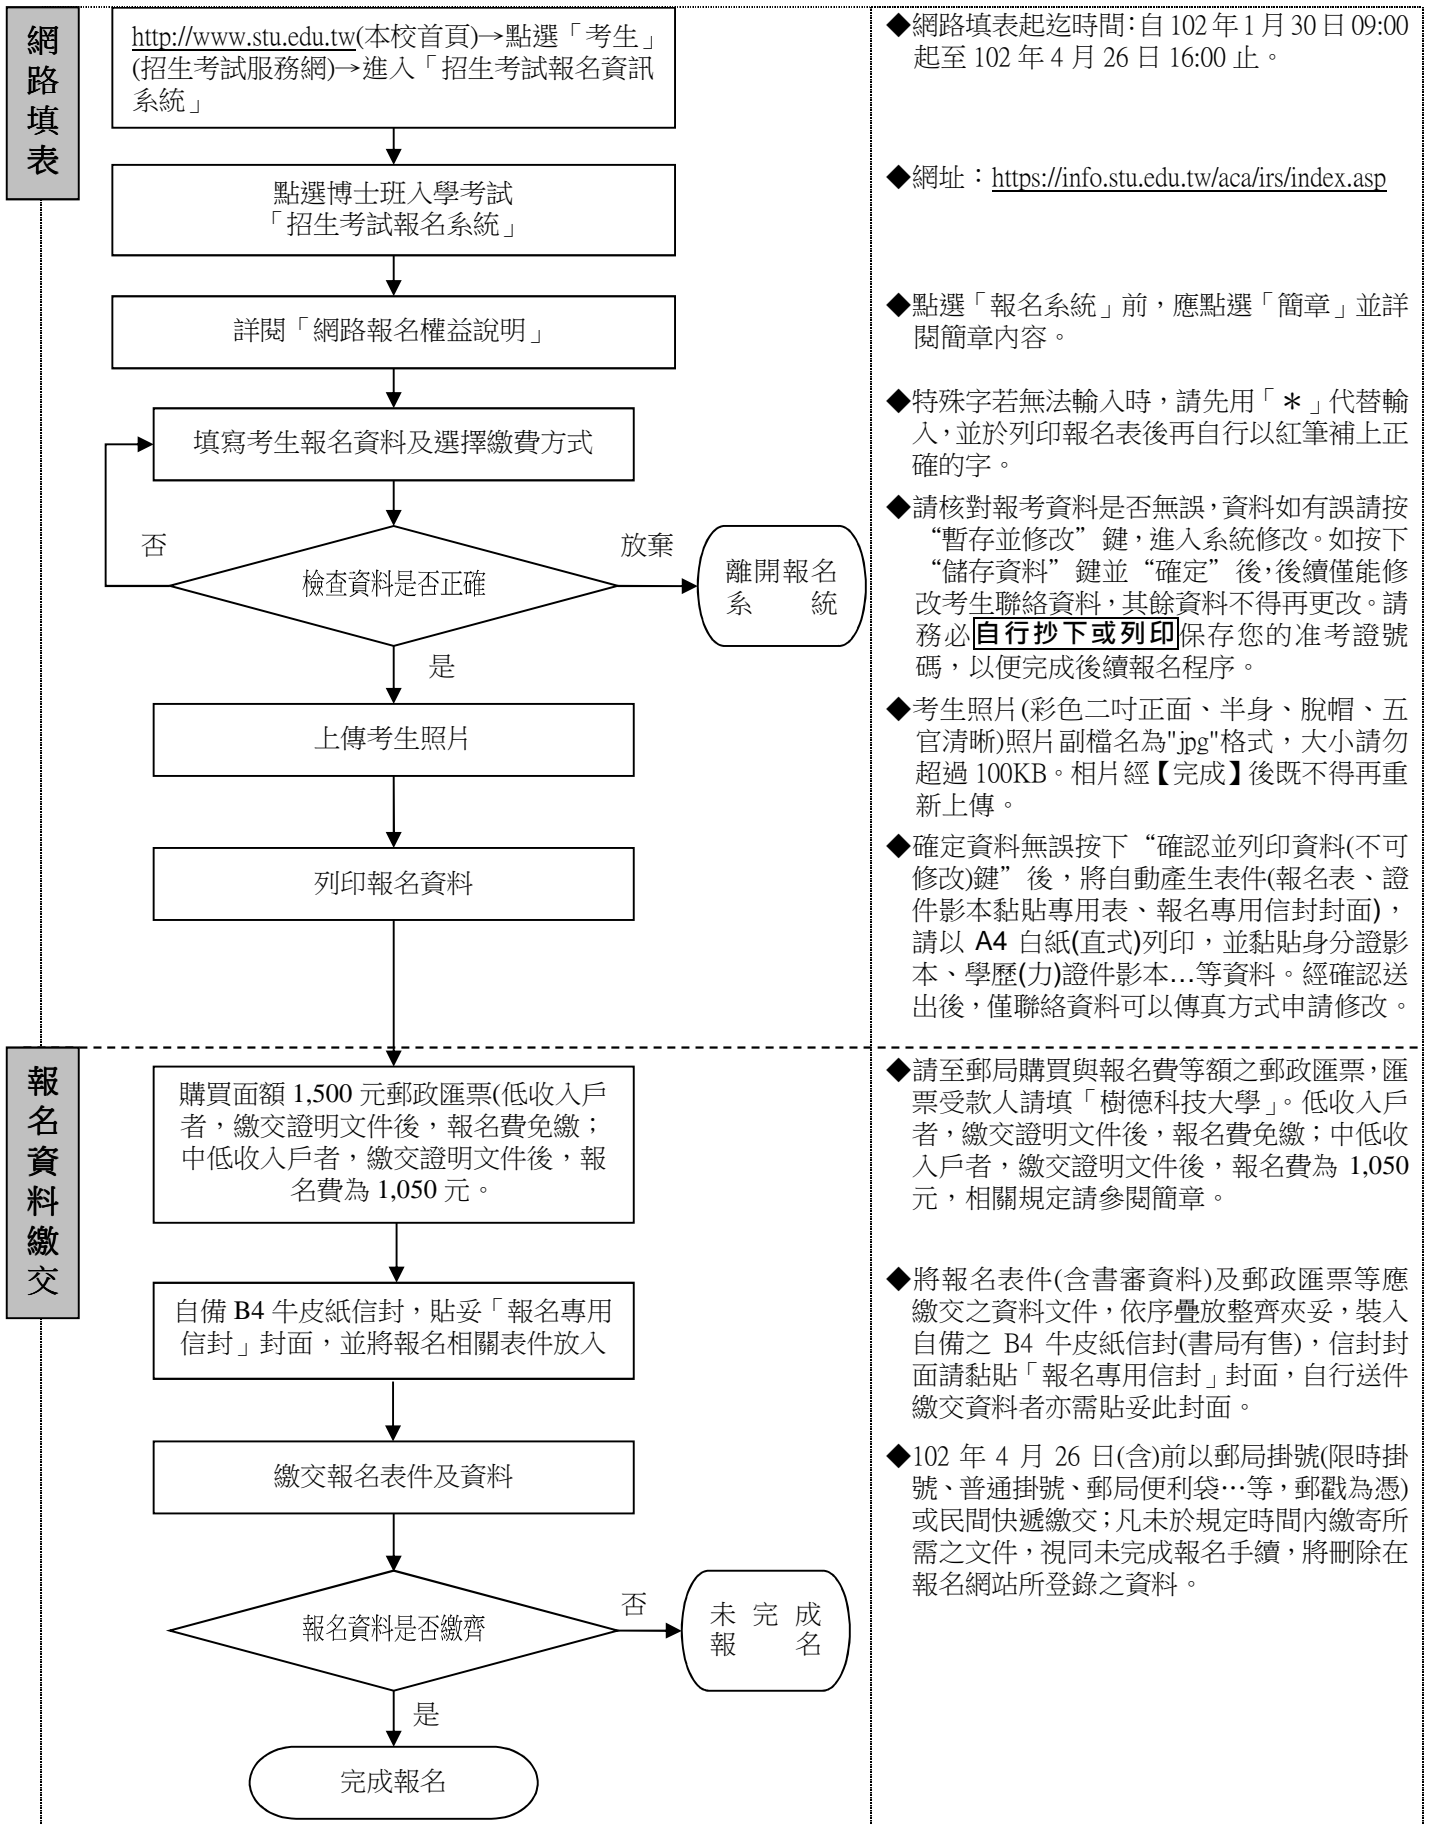 網路填表
http://www.stu.edu.tw(本校首頁)→點選「考生」
(招生考試服務網)→進入「招生考試報名資訊
系統」
點選博士班入學考試
「招生考試報名系統」
詳閱「網路報名權益說明」
填寫考生報名資料及選擇繳費方式
否
檢查資料是否正確
放棄
離開報名
系統
是
上傳考生照片
列印報名資料
◆網路填表起迄時間:自 102 年 1 月 30 日 09:00
起至 102 年 4 月 26 日 16:00 止。
◆網址：https://info.stu.edu.tw/aca/irs/index.asp
◆點選「報名系統」前，應點選「簡章」並詳
閱簡章內容。
◆特殊字若無法輸入時，請先用「＊」代替輸
入，並於列印報名表後再自行以紅筆補上正
確的字。
◆請核對報考資料是否無誤，資料如有誤請按
“暫存並修改”鍵，進入系統修改。如按下
“儲存資料”鍵並“確定”後，後續僅能修
改考生聯絡資料，其餘資料不得再更改。請
務必自行抄下或列印保存您的准考證號
碼，以便完成後續報名程序。
◆考生照片(彩色二吋正面、半身、脫帽、五
官清晰)照片副檔名為"jpg"格式，大小請勿
超過 100KB。相片經【完成】後既不得再重
新上傳。
◆確定資料無誤按下“確認並列印資料(不可
修改)鍵”後，將自動產生表件(報名表、證
件影本黏貼專用表、報名專用信封封面)，
請以 A4 白紙(直式)列印，並黏貼身分證影
本、學歷(力)證件影本…等資料。經確認送
出後，僅聯絡資料可以傳真方式申請修改。
報名資料繳交
購買面額 1,500 元郵政匯票(低收入戶
者，繳交證明文件後，報名費免繳；
中低收入戶者，繳交證明文件後，報
名費為 1,050 元。
自備 B4 牛皮紙信封，貼妥「報名專用
信封」封面，並將報名相關表件放入
繳交報名表件及資料
報名資料是否繳齊
否
未完成
報名
是
完成報名
◆請至郵局購買與報名費等額之郵政匯票，匯
票受款人請填「樹德科技大學」。低收入戶
者，繳交證明文件後，報名費免繳；中低收
入戶者，繳交證明文件後，報名費為 1,050
元，相關規定請參閱簡章。
◆將報名表件(含書審資料)及郵政匯票等應
繳交之資料文件，依序疊放整齊夾妥，裝入
自備之 B4 牛皮紙信封(書局有售)，信封封
面請黏貼「報名專用信封」封面，自行送件
繳交資料者亦需貼妥此封面。
◆102 年 4 月 26 日(含)前以郵局掛號(限時掛
號、普通掛號、郵局便利袋…等，郵戳為憑)
或民間快遞繳交；凡未於規定時間內繳寄所
需之文件，視同未完成報名手續，將刪除在
報名網站所登錄之資料。